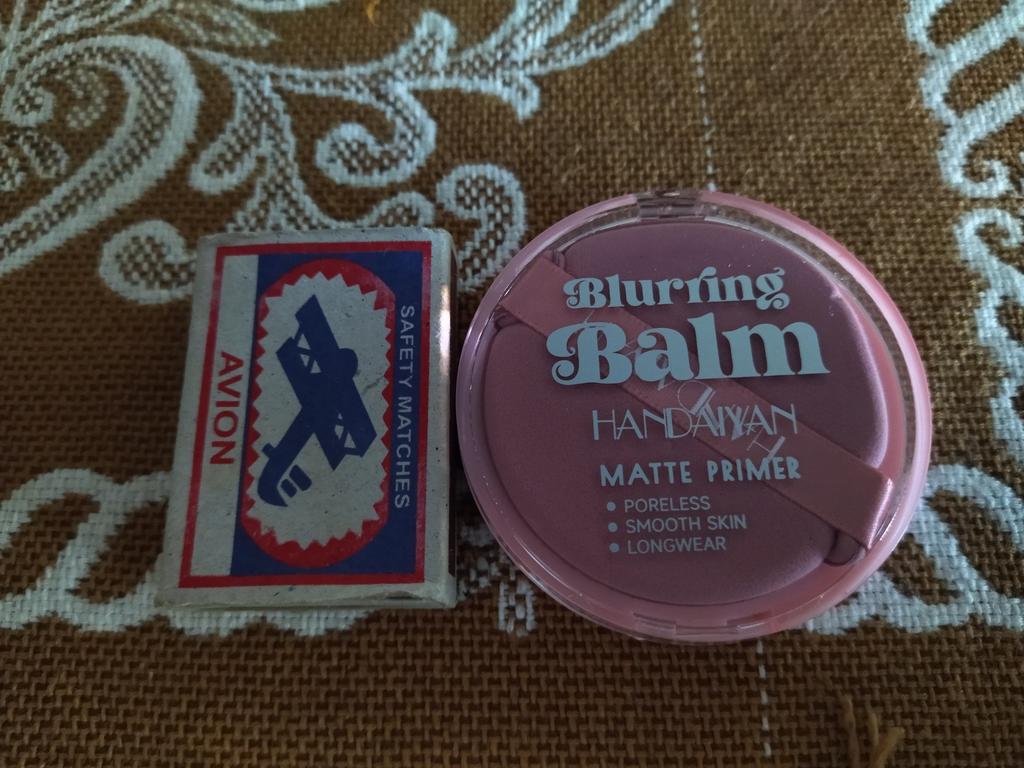 SAFETY MATCHES
AVION
Blurring
Balm
HANDAIYAN
MATTE PRIMER
• PORELESS
• SMOOTH SKIN
• LONGWEAR